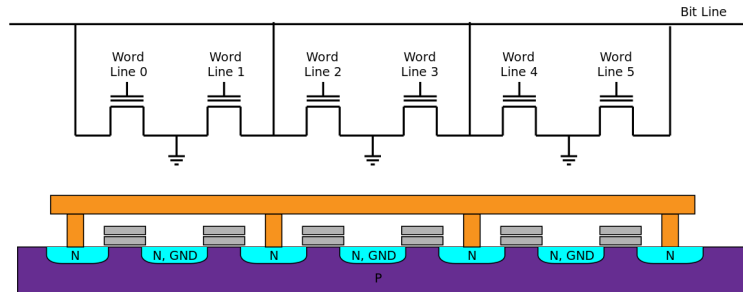 Bit Line
Word
Line 0
Word
Line 1
Word
Line 2
Word
Line 3
Word
Line 4
Word
Line 5
N
N, GND
N
N, GND
N
N, GND
N
P